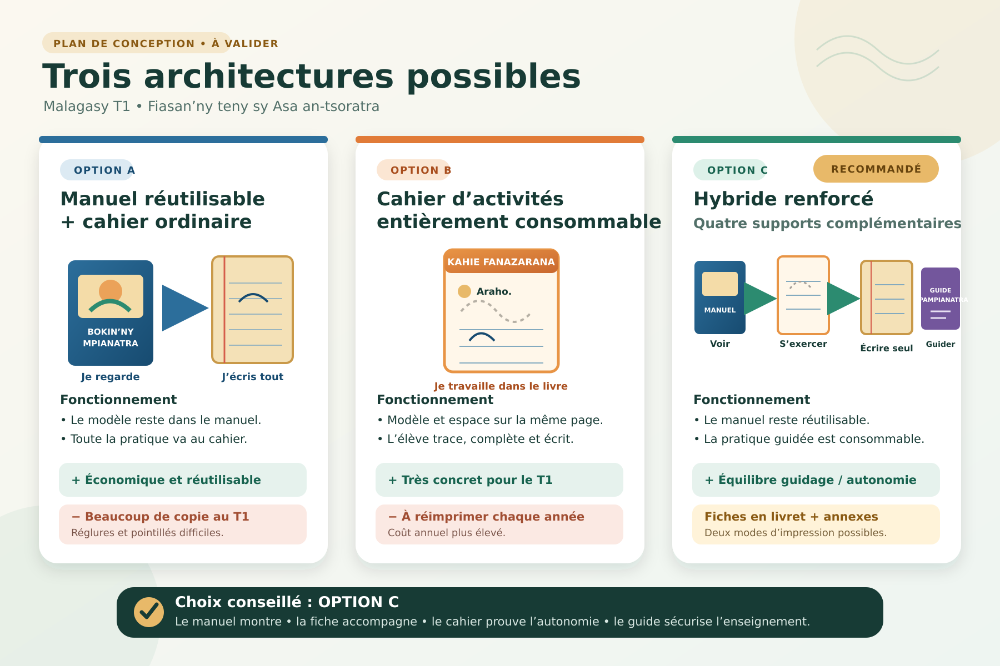 PLAN DE CONCEPTION • À VALIDER
Trois architectures possibles
Malagasy T1 • Fiasan’ny teny sy Asa an-tsoratra
OPTION A
Manuel réutilisable
+ cahier ordinaire
BOKIN’NY
MPIANATRA
Je regarde
J’écris tout
Fonctionnement
• Le modèle reste dans le manuel.
• Toute la pratique va au cahier.
+ Économique et réutilisable
− Beaucoup de copie au T1
Réglures et pointillés difficiles.
OPTION B
Cahier d’activités
entièrement consommable
KAHIE FANAZARANA
Araho.
Je travaille dans le livre
Fonctionnement
• Modèle et espace sur la même page.
• L’élève trace, complète et écrit.
+ Très concret pour le T1
− À réimprimer chaque année
Coût annuel plus élevé.
OPTION C
RECOMMANDÉ
Hybride renforcé
Quatre supports complémentaires
MANUEL
GUIDE
PAMPIANATRA
Voir
S’exercer
Écrire seul
Guider
Fonctionnement
• Le manuel reste réutilisable.
• La pratique guidée est consommable.
+ Équilibre guidage / autonomie
Fiches en livret + annexes
Deux modes d’impression possibles.
Choix conseillé : OPTION C
Le manuel montre • la fiche accompagne • le cahier prouve l’autonomie • le guide sécurise l’enseignement.